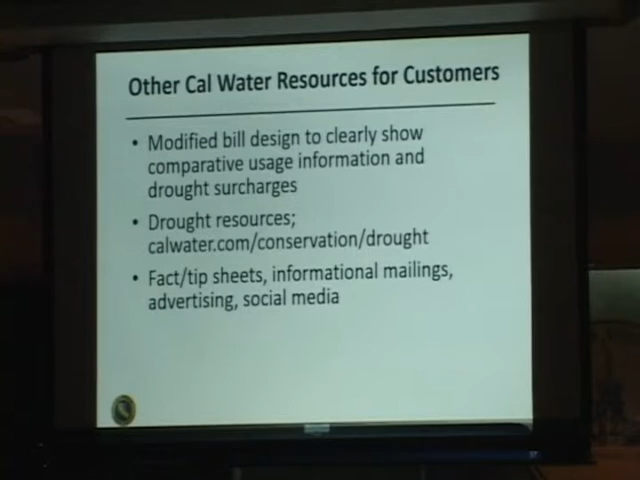 Other Cal Water Resources for Customers
• Modified bill design to clearly show
comparative usage information and
drought surcharges
• Drought resources;
calwater.com/conservation/drought
• Fact/tip sheets, informational mailings,
advertising, social media